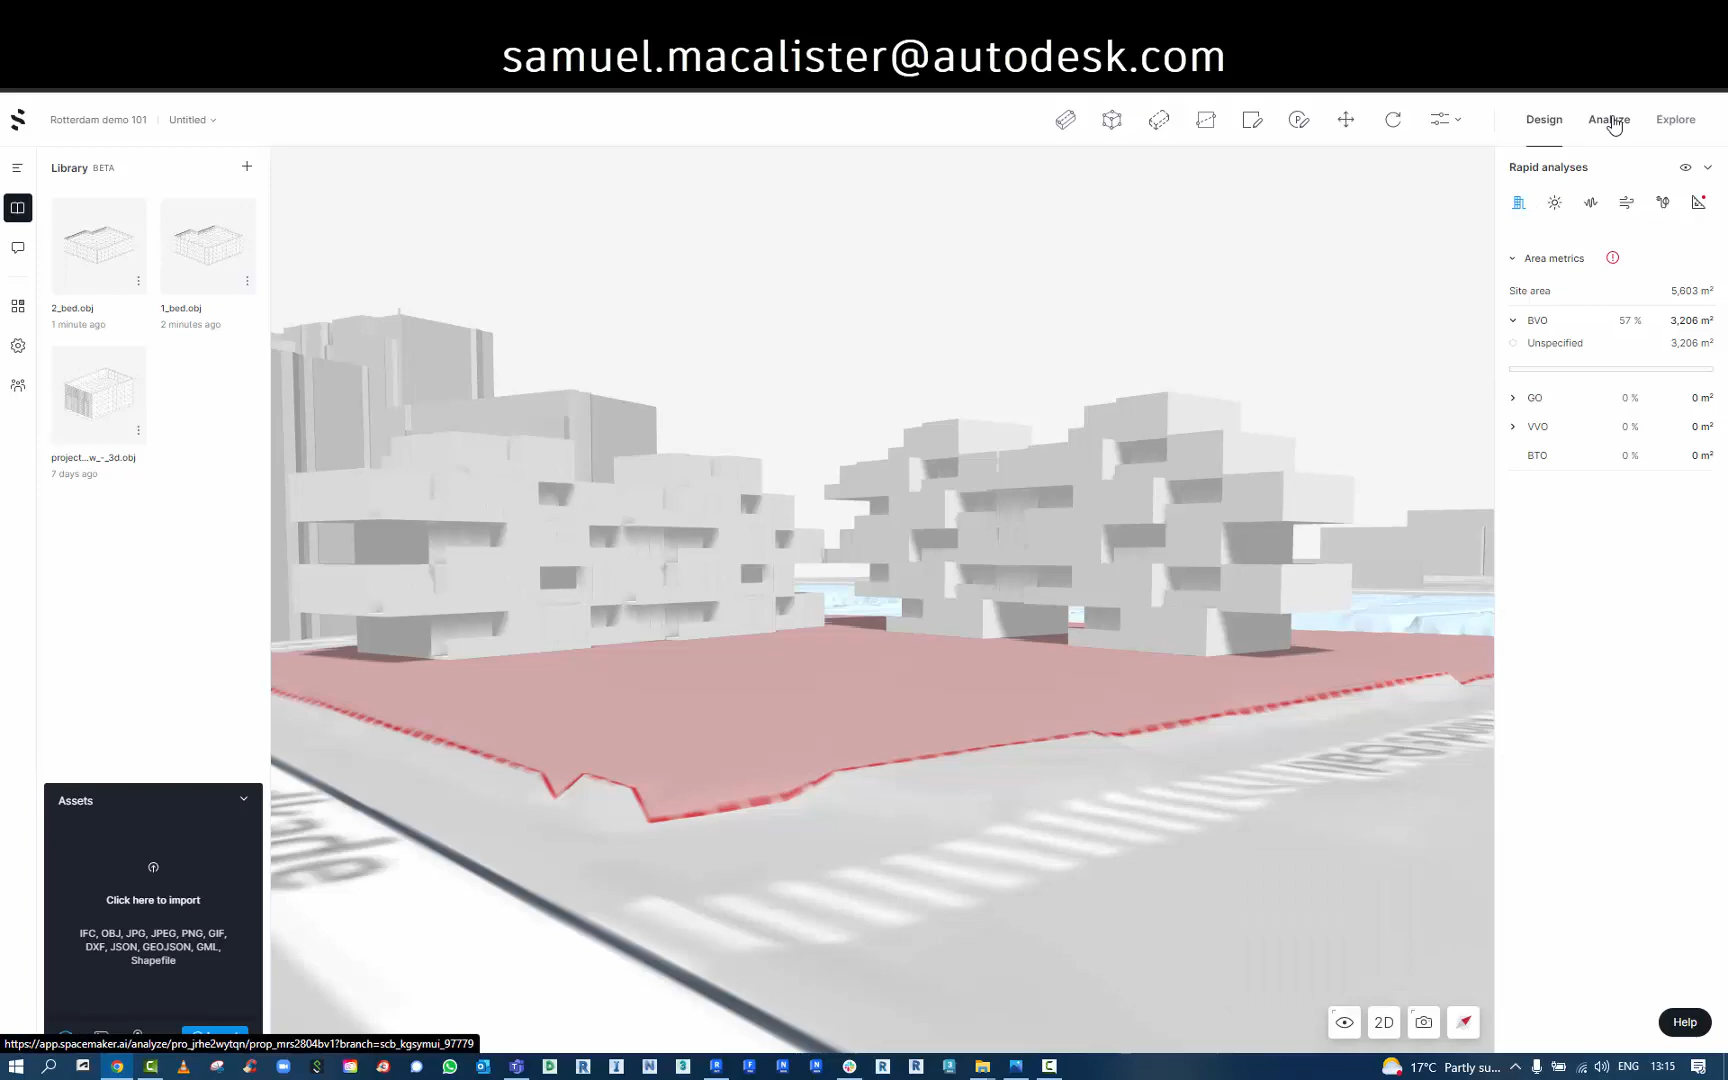 samuel.macalister@autodesk.com
Rotterdam demo 101
Untitled
Design
Analyze
Explore
Library BETA
2_bed.obj
1 minute ago
1_bed.obj
2 minutes ago
project...w_-_3d.obj
7 days ago
Rapid analyses
Area metrics
Site area 5,603 m²
BVO 57 % 3,206 m²
Unspecified 3,206 m²
GO 0 % 0 m²
VVO 0 % 0 m²
BTO 0 % 0 m²
Assets
Click here to import
IFC, OBJ, JPG, JPEG, PNG, GIF,
DXF, JSON, GEOJSON, GML,
Shapefile
2D
Help
https://app.spacemaker.ai/analyze/pro_jrhe2wytqn/prop_mrs2804bv1?branch=scb_kgsymui_97779
17°C Partly su...
ENG
13:15